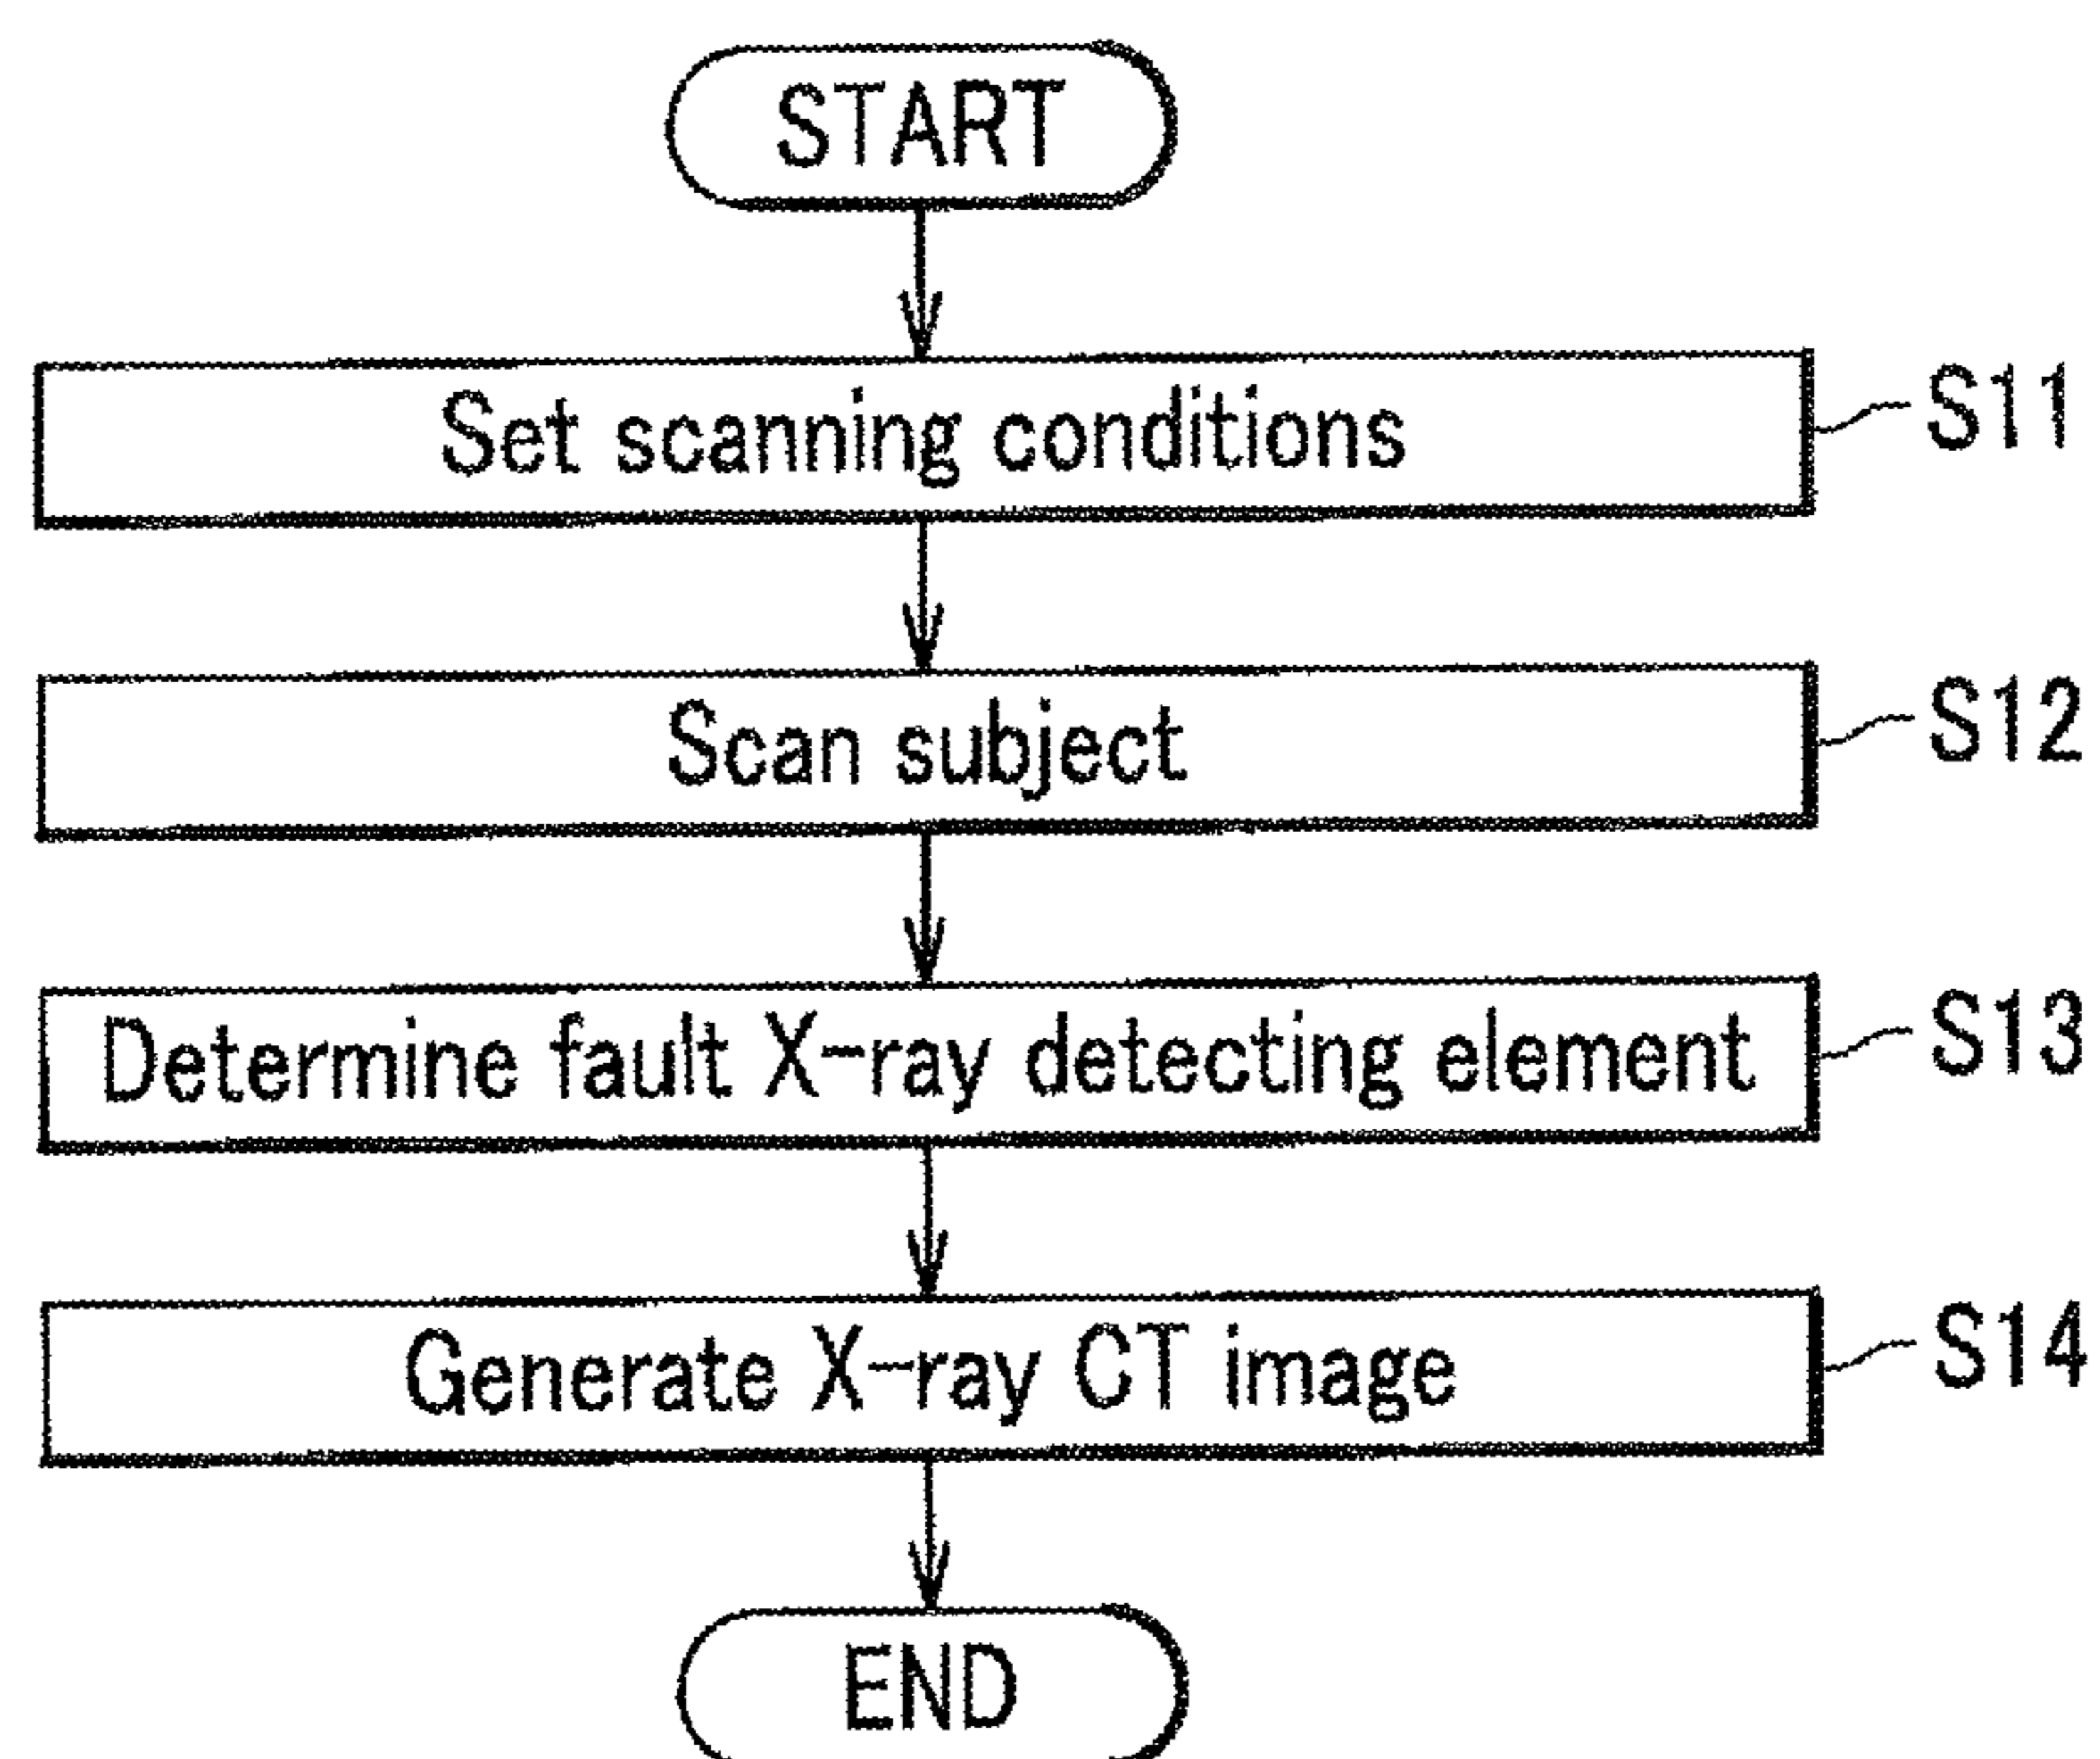 START
Set scanning conditions S11
Scan subject S12
Determine fault X-ray detecting element S13
Generate X-ray CT image S14
END